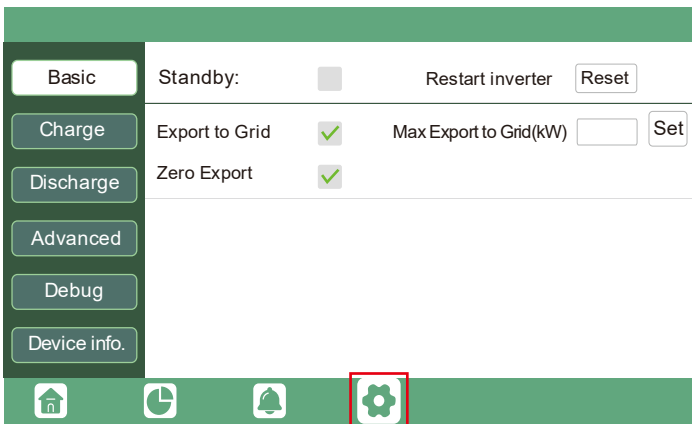 Basic
Standby:
Restart inverter
Reset
Charge
Export to Grid
Max Export to Grid(kW)
Set
Zero Export
Discharge
Advanced
Debug
Device info.